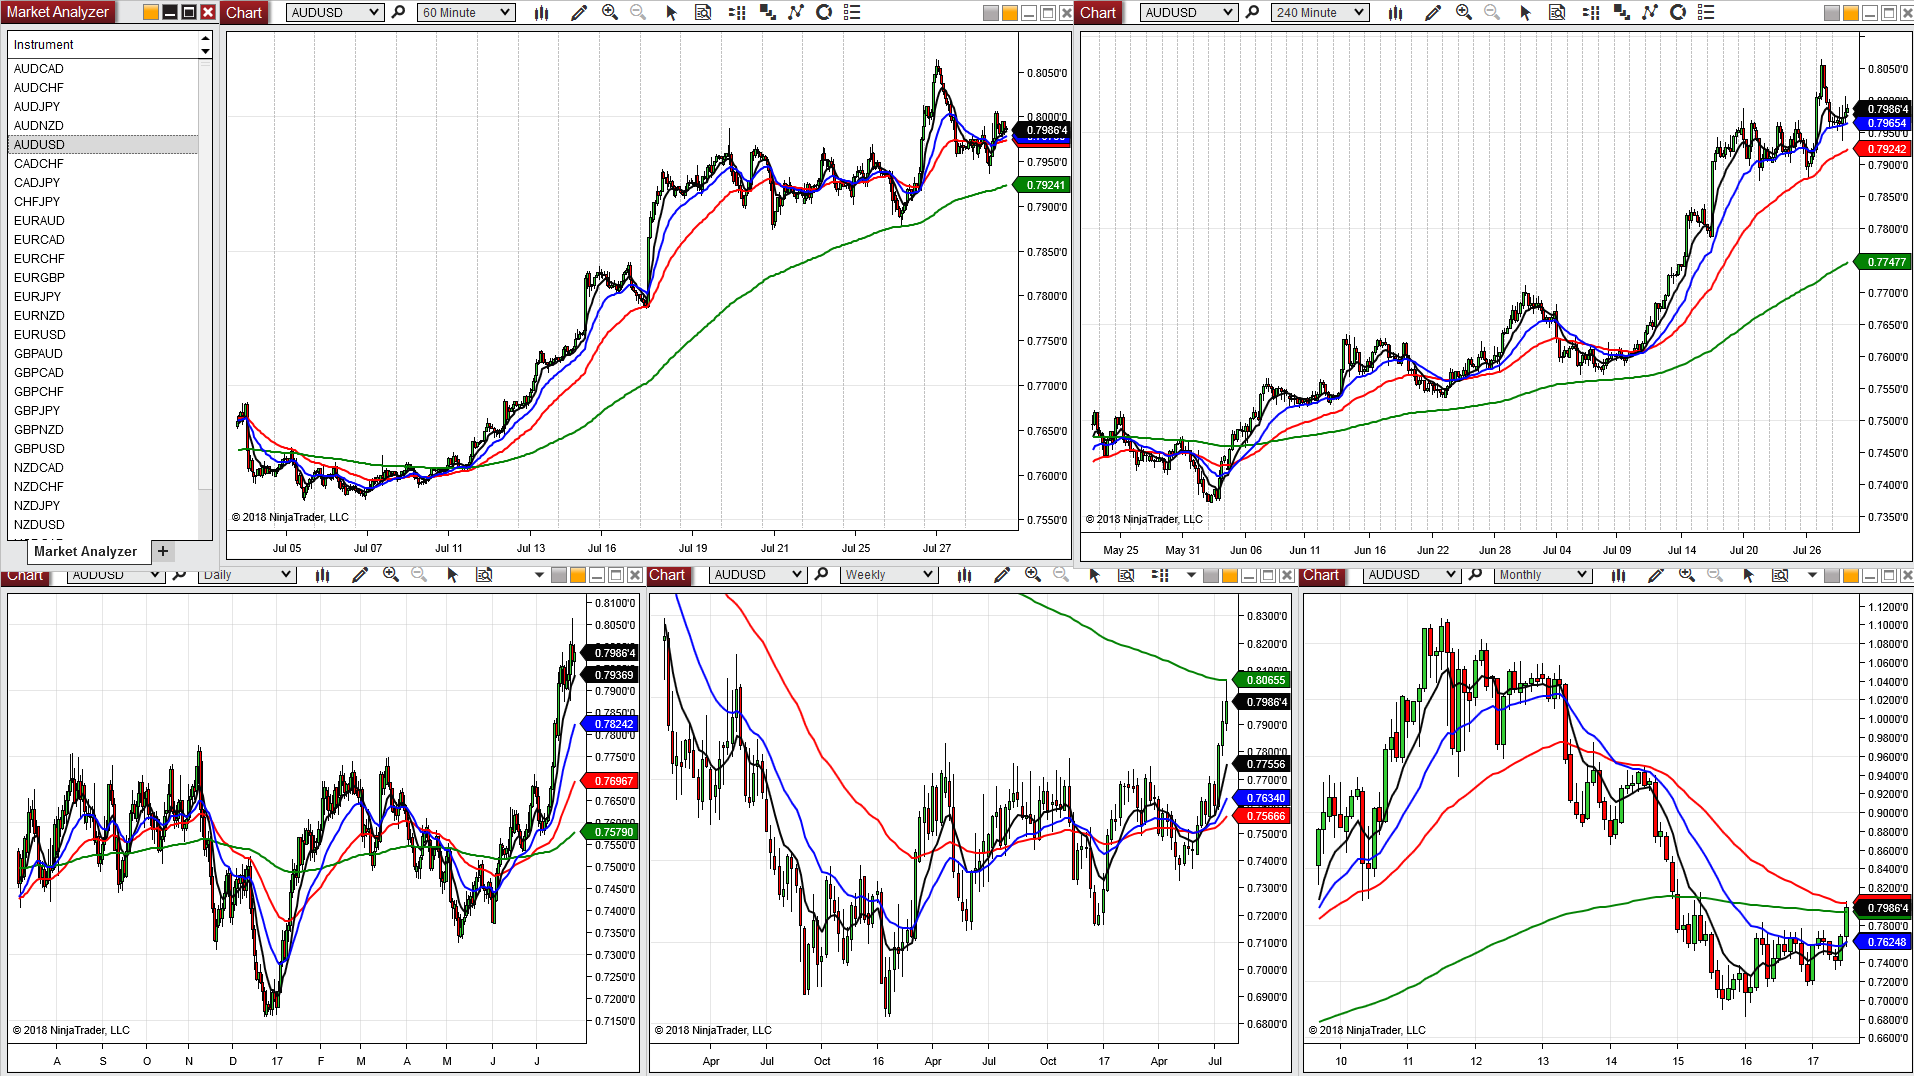 Market Analyzer
Instrument
AUDCAD
AUDCHF
AUDJPY
AUDNZD
AUDUSD
CADCHF
CADJPY
CHFJPY
EURAUD
EURCAD
EURCHF
EURGBP
EURJPY
EURNZD
EURUSD
GBPAUD
GBPCAD
GBPCHF
GBPJPY
GBPNZD
GBPUSD
NZDCAD
NZDCHF
NZDJPY
NZDUSD
Market Analyzer +
Chart AUDUSD 60 Minute
0.8050'0
0.8000'0
0.7986'4
0.7950'0
0.79241
0.7900'0
0.7850'0
0.7800'0
0.7750'0
0.7700'0
0.7650'0
0.7600'0
0.7550'0
© 2018 NinjaTrader, LLC
Jul 05 Jul 07 Jul 11 Jul 13 Jul 16 Jul 19 Jul 21 Jul 25 Jul 27
Chart AUDUSD 240 Minute
0.8050'0
0.7986'4
0.79654
0.7950'0
0.79242
0.7900'0
0.7850'0
0.7800'0
0.77477
0.7700'0
0.7650'0
0.7600'0
0.7550'0
0.7500'0
0.7450'0
0.7400'0
0.7350'0
© 2018 NinjaTrader, LLC
May 25 May 31 Jun 06 Jun 11 Jun 16 Jun 22 Jun 28 Jul 04 Jul 09 Jul 14 Jul 20 Jul 26
Chart AUDUSD Daily
0.8100'0
0.8050'0
0.7986'4
0.79369
0.7900'0
0.7850'0
0.78242
0.7800'0
0.7750'0
0.76967
0.7650'0
0.7600'0
0.75790
0.7550'0
0.7500'0
0.7450'0
0.7400'0
0.7350'0
0.7300'0
0.7250'0
0.7200'0
0.7150'0
© 2018 NinjaTrader, LLC
A S O N D 17 F M A M J J
Chart AUDUSD Weekly
0.8300'0
0.8200'0
0.8100'0
0.80655
0.7986'4
0.7900'0
0.7800'0
0.77556
0.7700'0
0.76340
0.75666
0.7500'0
0.7400'0
0.7300'0
0.7200'0
0.7100'0
0.7000'0
0.6900'0
0.6800'0
© 2018 NinjaTrader, LLC
Apr Jul Oct 16 Apr Jul Oct 17 Apr Jul
Chart AUDUSD Monthly
1.1200'0
1.1000'0
1.0800'0
1.0600'0
1.0400'0
1.0200'0
1.0000'0
0.9800'0
0.9600'0
0.9400'0
0.9200'0
0.9000'0
0.8800'0
0.8600'0
0.8400'0
0.8200'0
0.7986'4
0.7800'0
0.76248
0.7400'0
0.7200'0
0.7000'0
0.6800'0
0.6600'0
© 2018 NinjaTrader, LLC
10 11 12 13 14 15 16 17